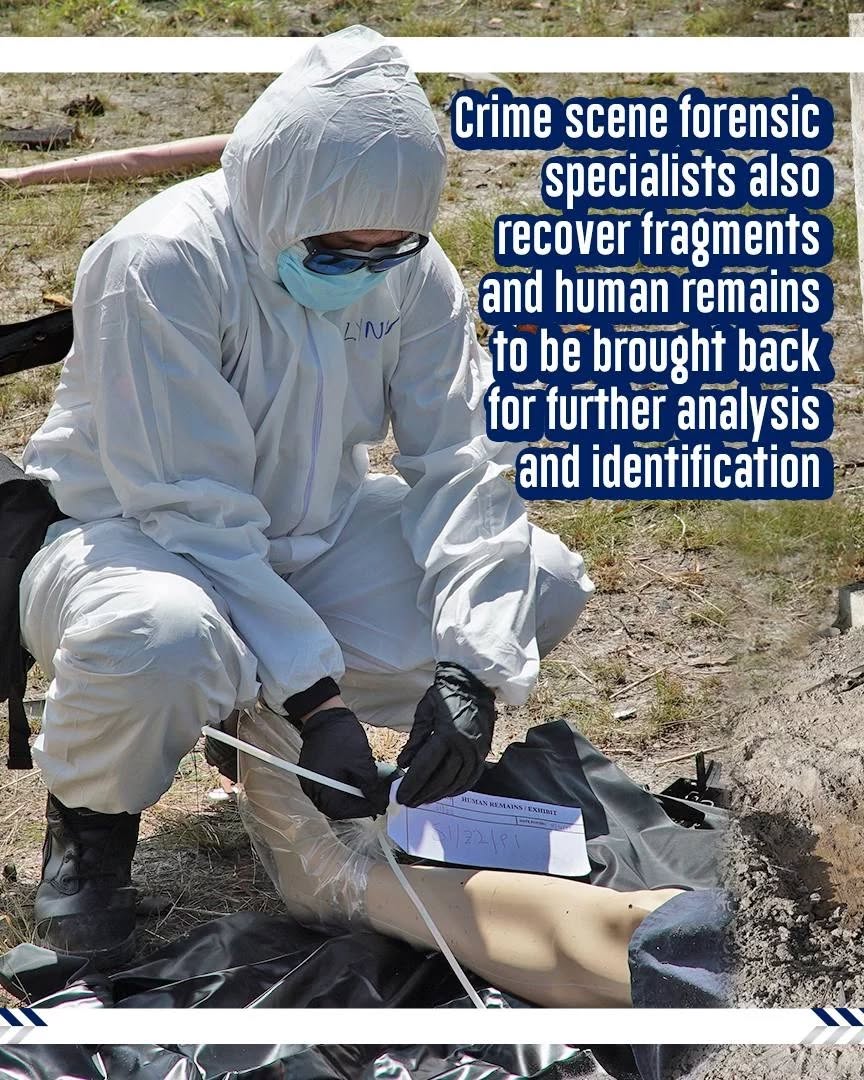 Crime scene forensic
specialists also
recover fragments
and human remains
to be brought back
for further analysis
and identification
HUMAN REMAINS / EXHIBIT